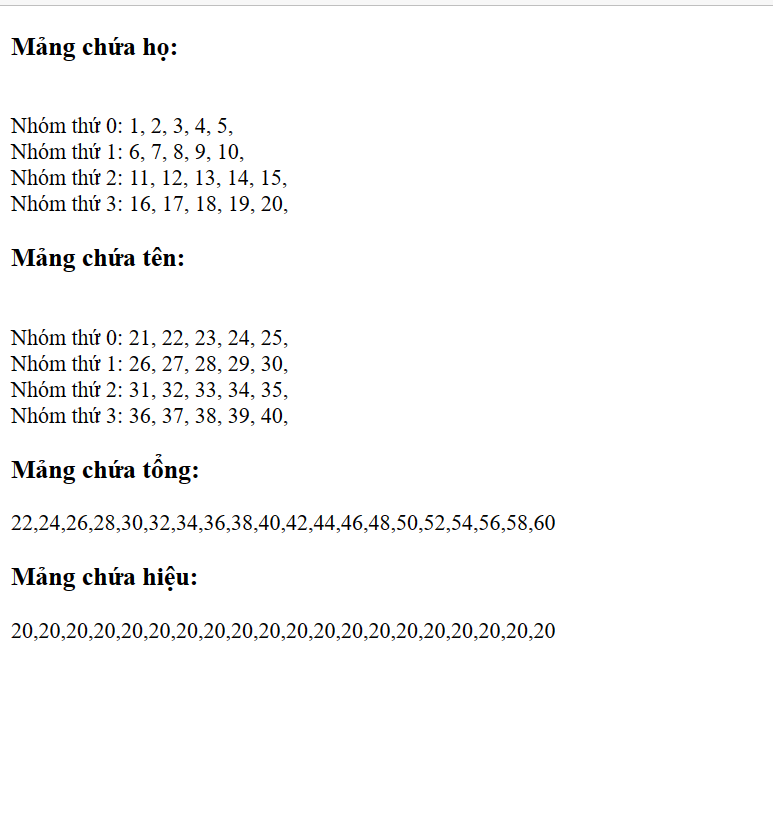 Mảng chứa họ:
Nhóm thứ 0: 1, 2, 3, 4, 5,
Nhóm thứ 1: 6, 7, 8, 9, 10,
Nhóm thứ 2: 11, 12, 13, 14, 15,
Nhóm thứ 3: 16, 17, 18, 19, 20,
Mảng chứa tên:
Nhóm thứ 0: 21, 22, 23, 24, 25,
Nhóm thứ 1: 26, 27, 28, 29, 30,
Nhóm thứ 2: 31, 32, 33, 34, 35,
Nhóm thứ 3: 36, 37, 38, 39, 40,
Mảng chứa tổng:
22,24,26,28,30,32,34,36,38,40,42,44,46,48,50,52,54,56,58,60
Mảng chứa hiệu:
20,20,20,20,20,20,20,20,20,20,20,20,20,20,20,20,20,20,20,20